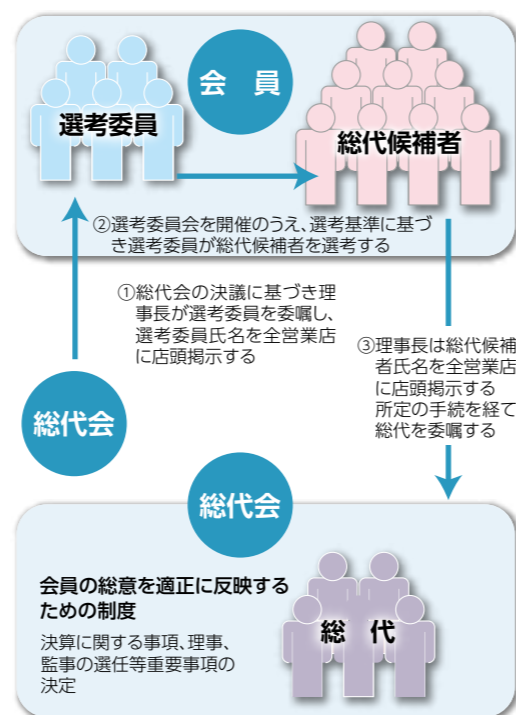 会 員
選考委員
総代候補者
②選考委員会を開催のうえ、選考基準に基づ
き選考委員が総代候補者を選考する
①総代会の決議に基づき理
事長が選考委員を委嘱し、
選考委員氏名を全営業店
に店頭掲示する
③理事長は総代候補
者氏名を全営業店
に店頭掲示する
所定の手続を経て
総代を委嘱する
総代会
総代会
会員の総意を適正に反映する
ための制度
決算に関する事項、理事、
監事の選任等重要事項の
決定
総 代